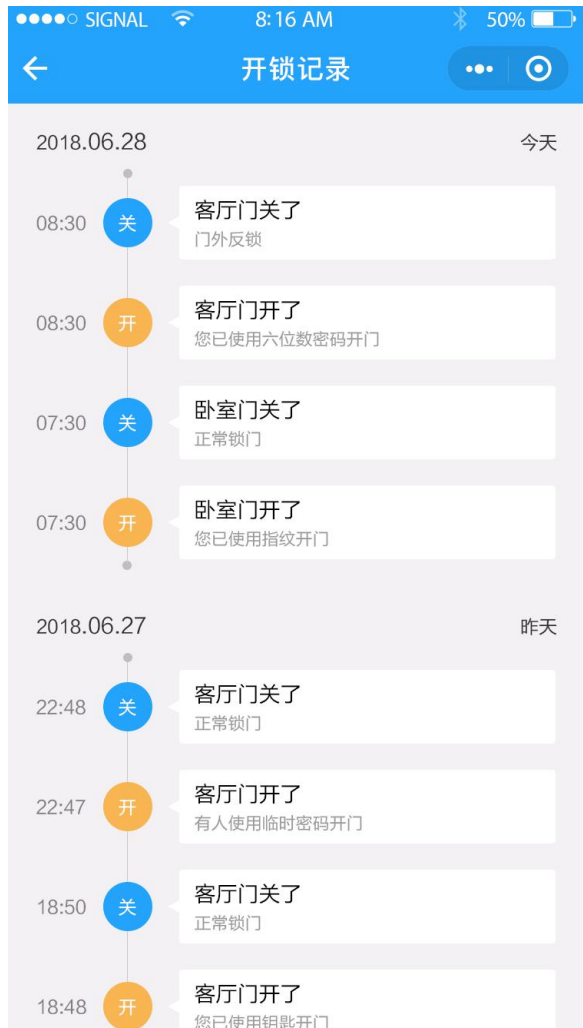 SIGNAL 8:16 AM 50%
开锁记录
2018.06.28 今天
08:30 关 客厅门关了
门外反锁
08:30 开 客厅门开了
您已使用六位数密码开门
07:30 关 卧室门关了
正常锁门
07:30 开 卧室门开了
您已使用指纹开门
2018.06.27 昨天
22:48 关 客厅门关了
正常锁门
22:47 开 客厅门开了
有人使用临时密码开门
18:50 关 客厅门关了
正常锁门
18:48 开 客厅门开了
您已使用钥匙开门